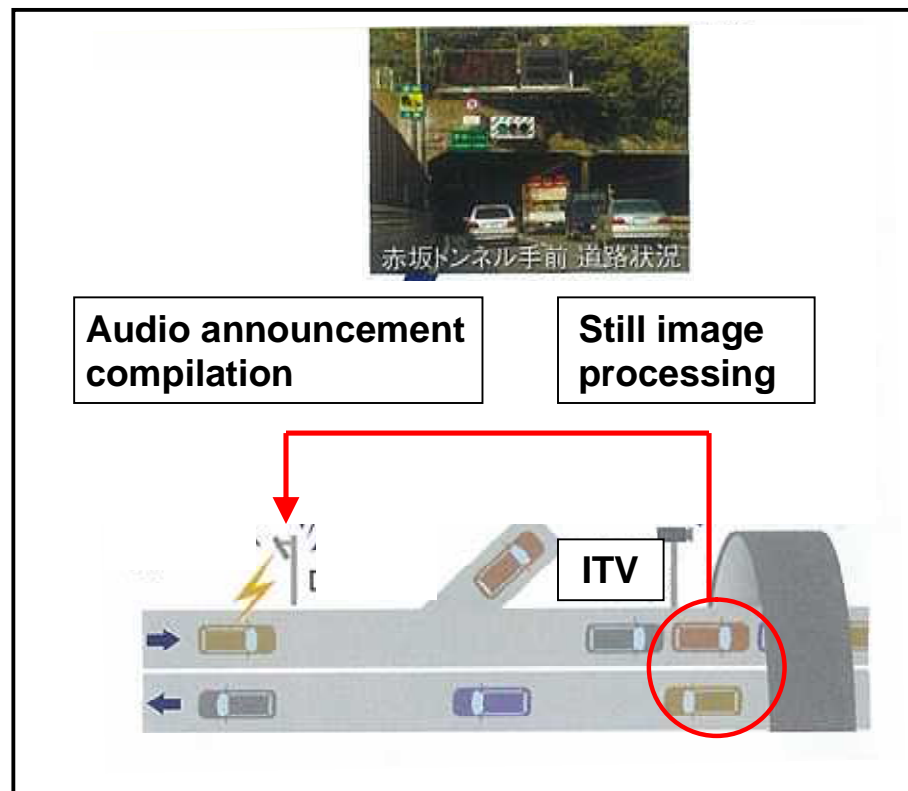 赤坂トンネル手前 道路状況
Audio announcement
compilation
Still image
processing
ITV